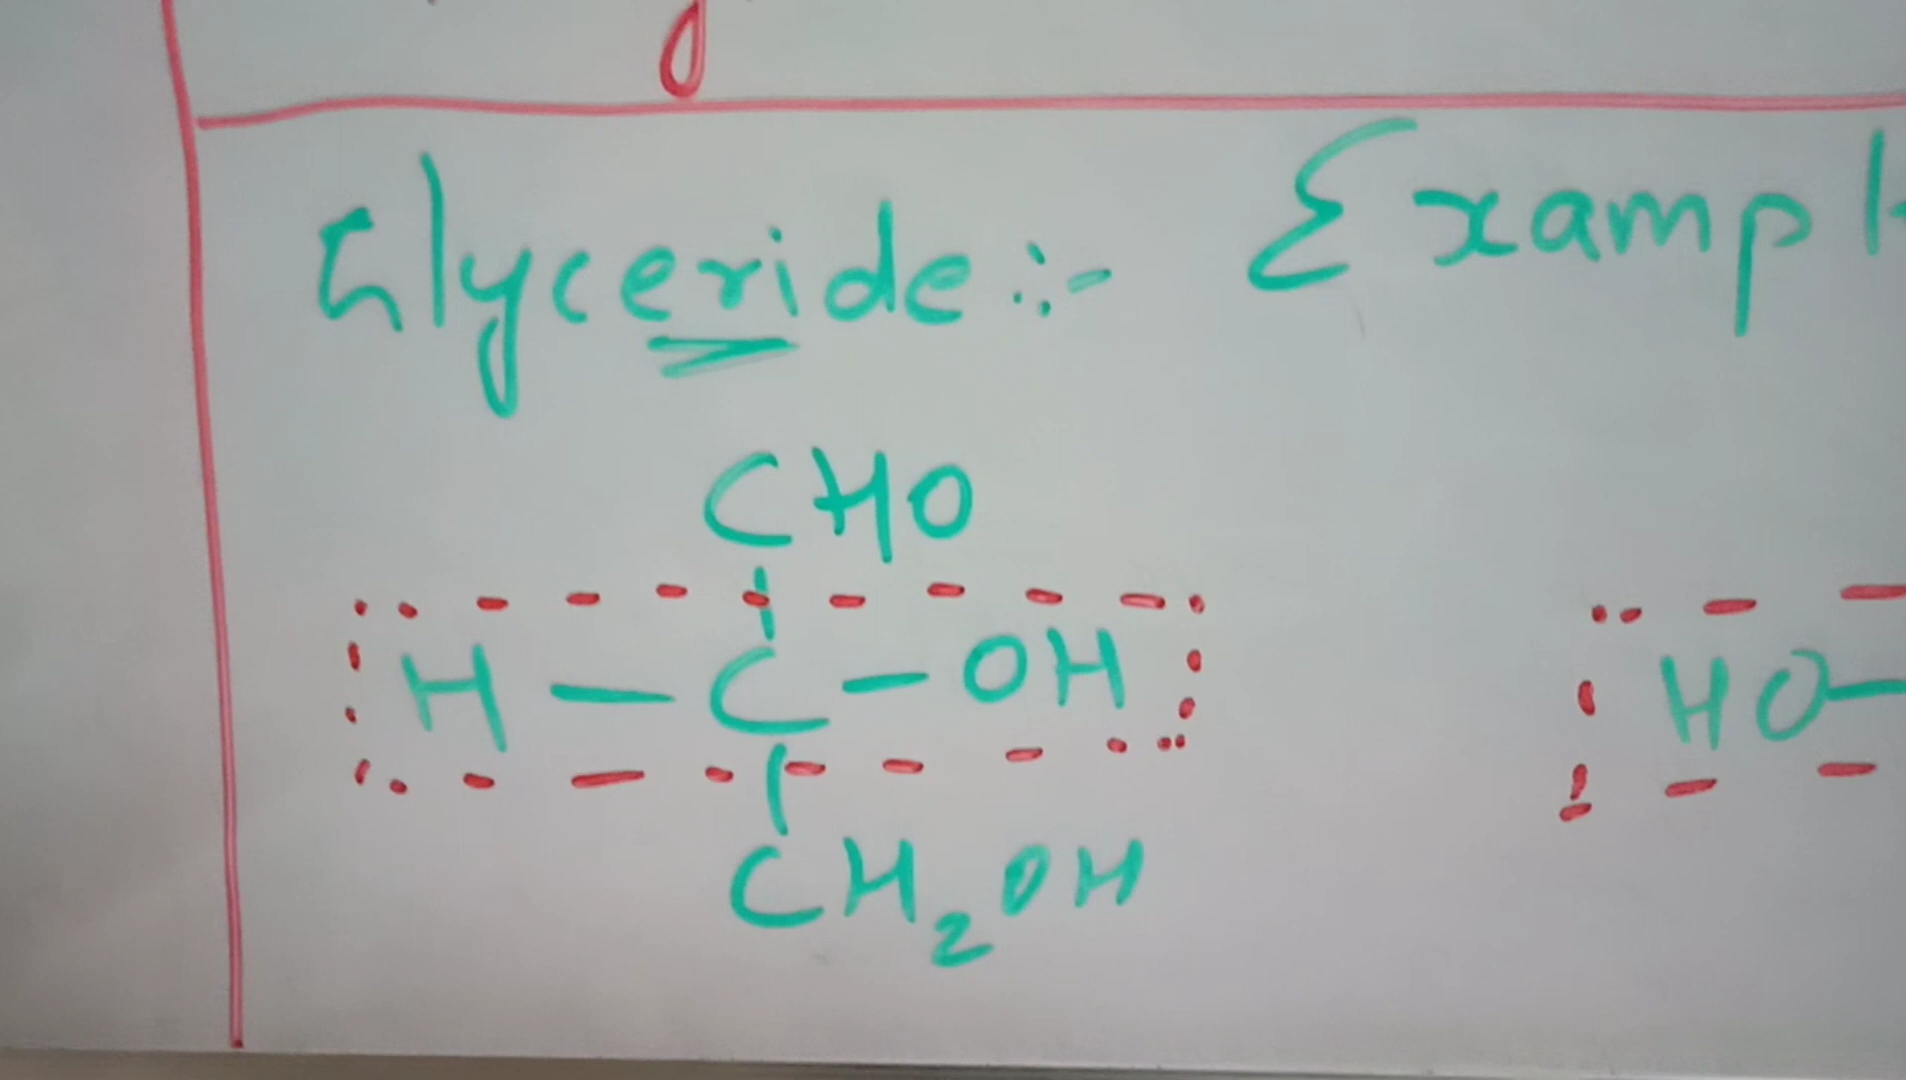 Glyceride :- Exampl
CHO
H — C — OH HO —
CH₂OH